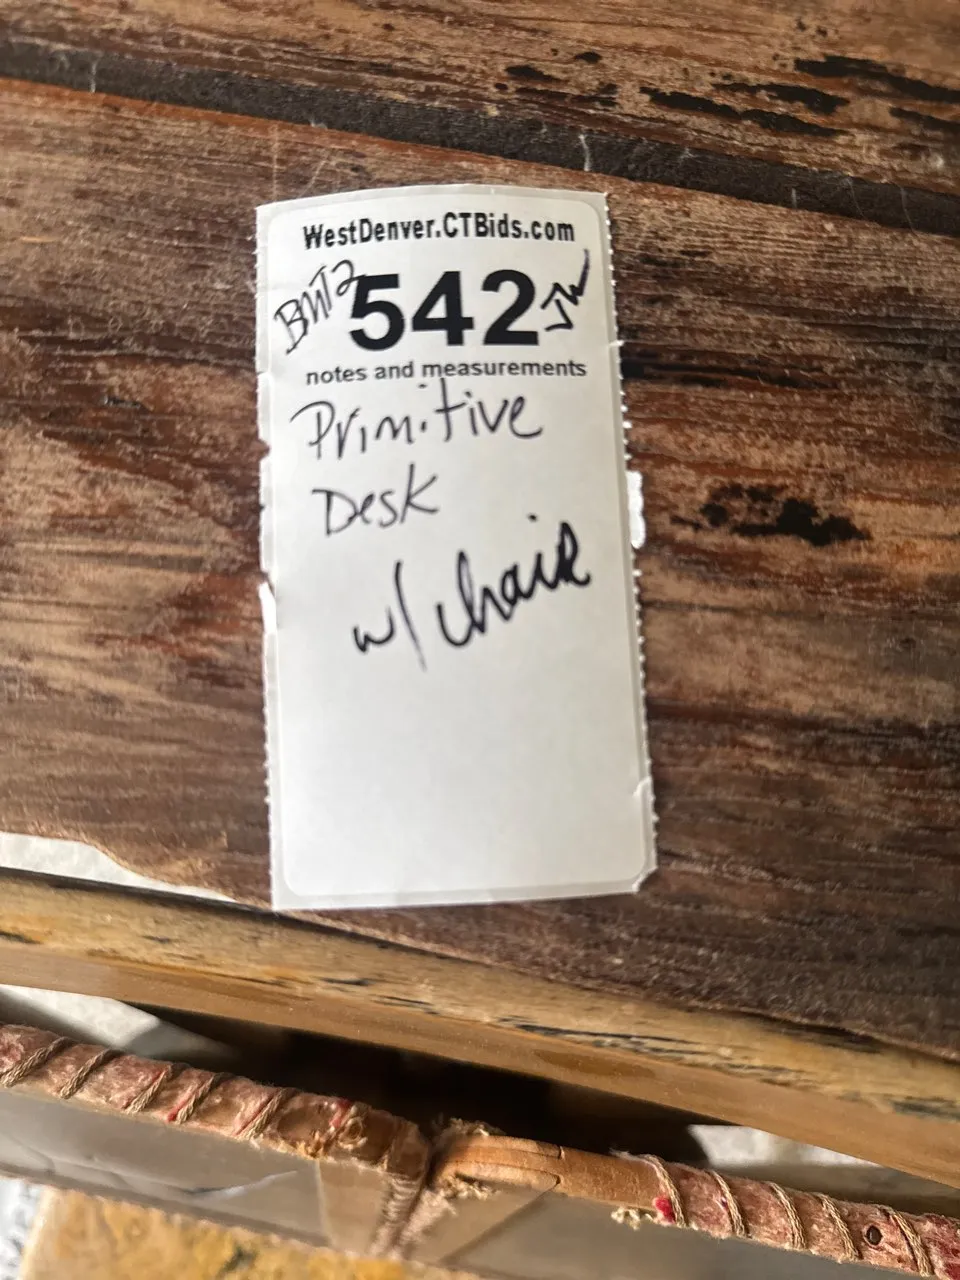 WestDenver.CTBids.com
542
notes and measurements
Primitive
Desk
w/ chair